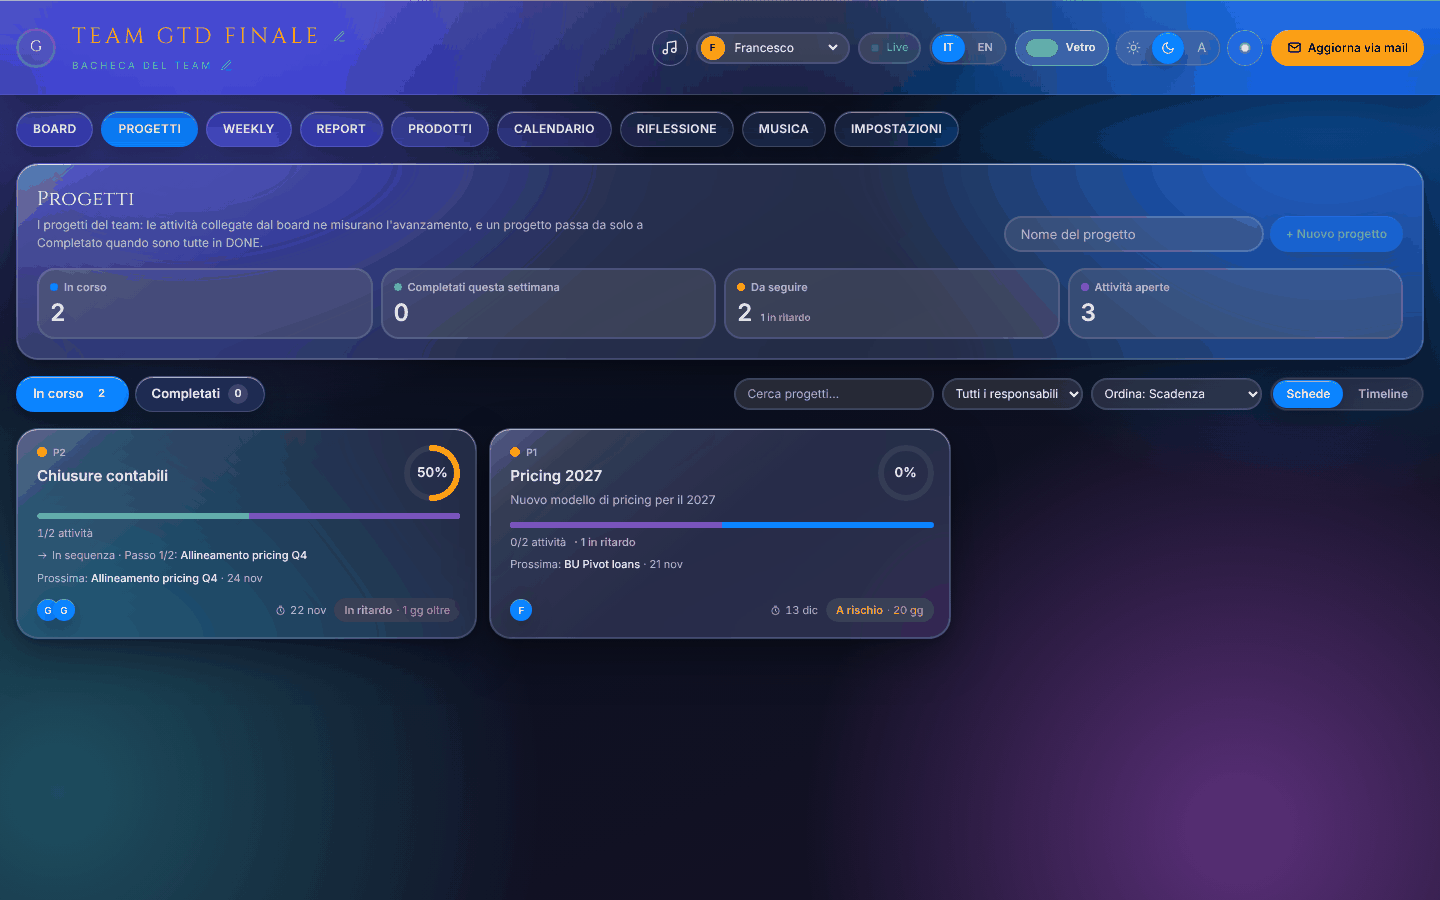 G
TEAM GTD FINALE
BACHECA DEL TEAM
F Francesco
Live
IT EN
Vetro
A
Aggiorna via mail
BOARD
PROGETTI
WEEKLY
REPORT
PRODOTTI
CALENDARIO
RIFLESSIONE
MUSICA
IMPOSTAZIONI
Progetti
I progetti del team: le attività collegate dal board ne misurano l'avanzamento, e un progetto passa da solo a
Completato quando sono tutte in DONE.
Nome del progetto
+ Nuovo progetto
In corso
2
Completati questa settimana
0
Da seguire
2 1 in ritardo
Attività aperte
3
In corso 2
Completati 0
Cerca progetti...
Tutti i responsabili
Ordina: Scadenza
Schede
Timeline
P2
Chiusure contabili
50%
1/2 attività
→ In sequenza · Passo 1/2: Allineamento pricing Q4
Prossima: Allineamento pricing Q4 · 24 nov
G G
22 nov
In ritardo · 1 gg oltre
P1
Pricing 2027
0%
Nuovo modello di pricing per il 2027
0/2 attività · 1 in ritardo
Prossima: BU Pivot loans · 21 nov
F
13 dic
A rischio · 20 gg